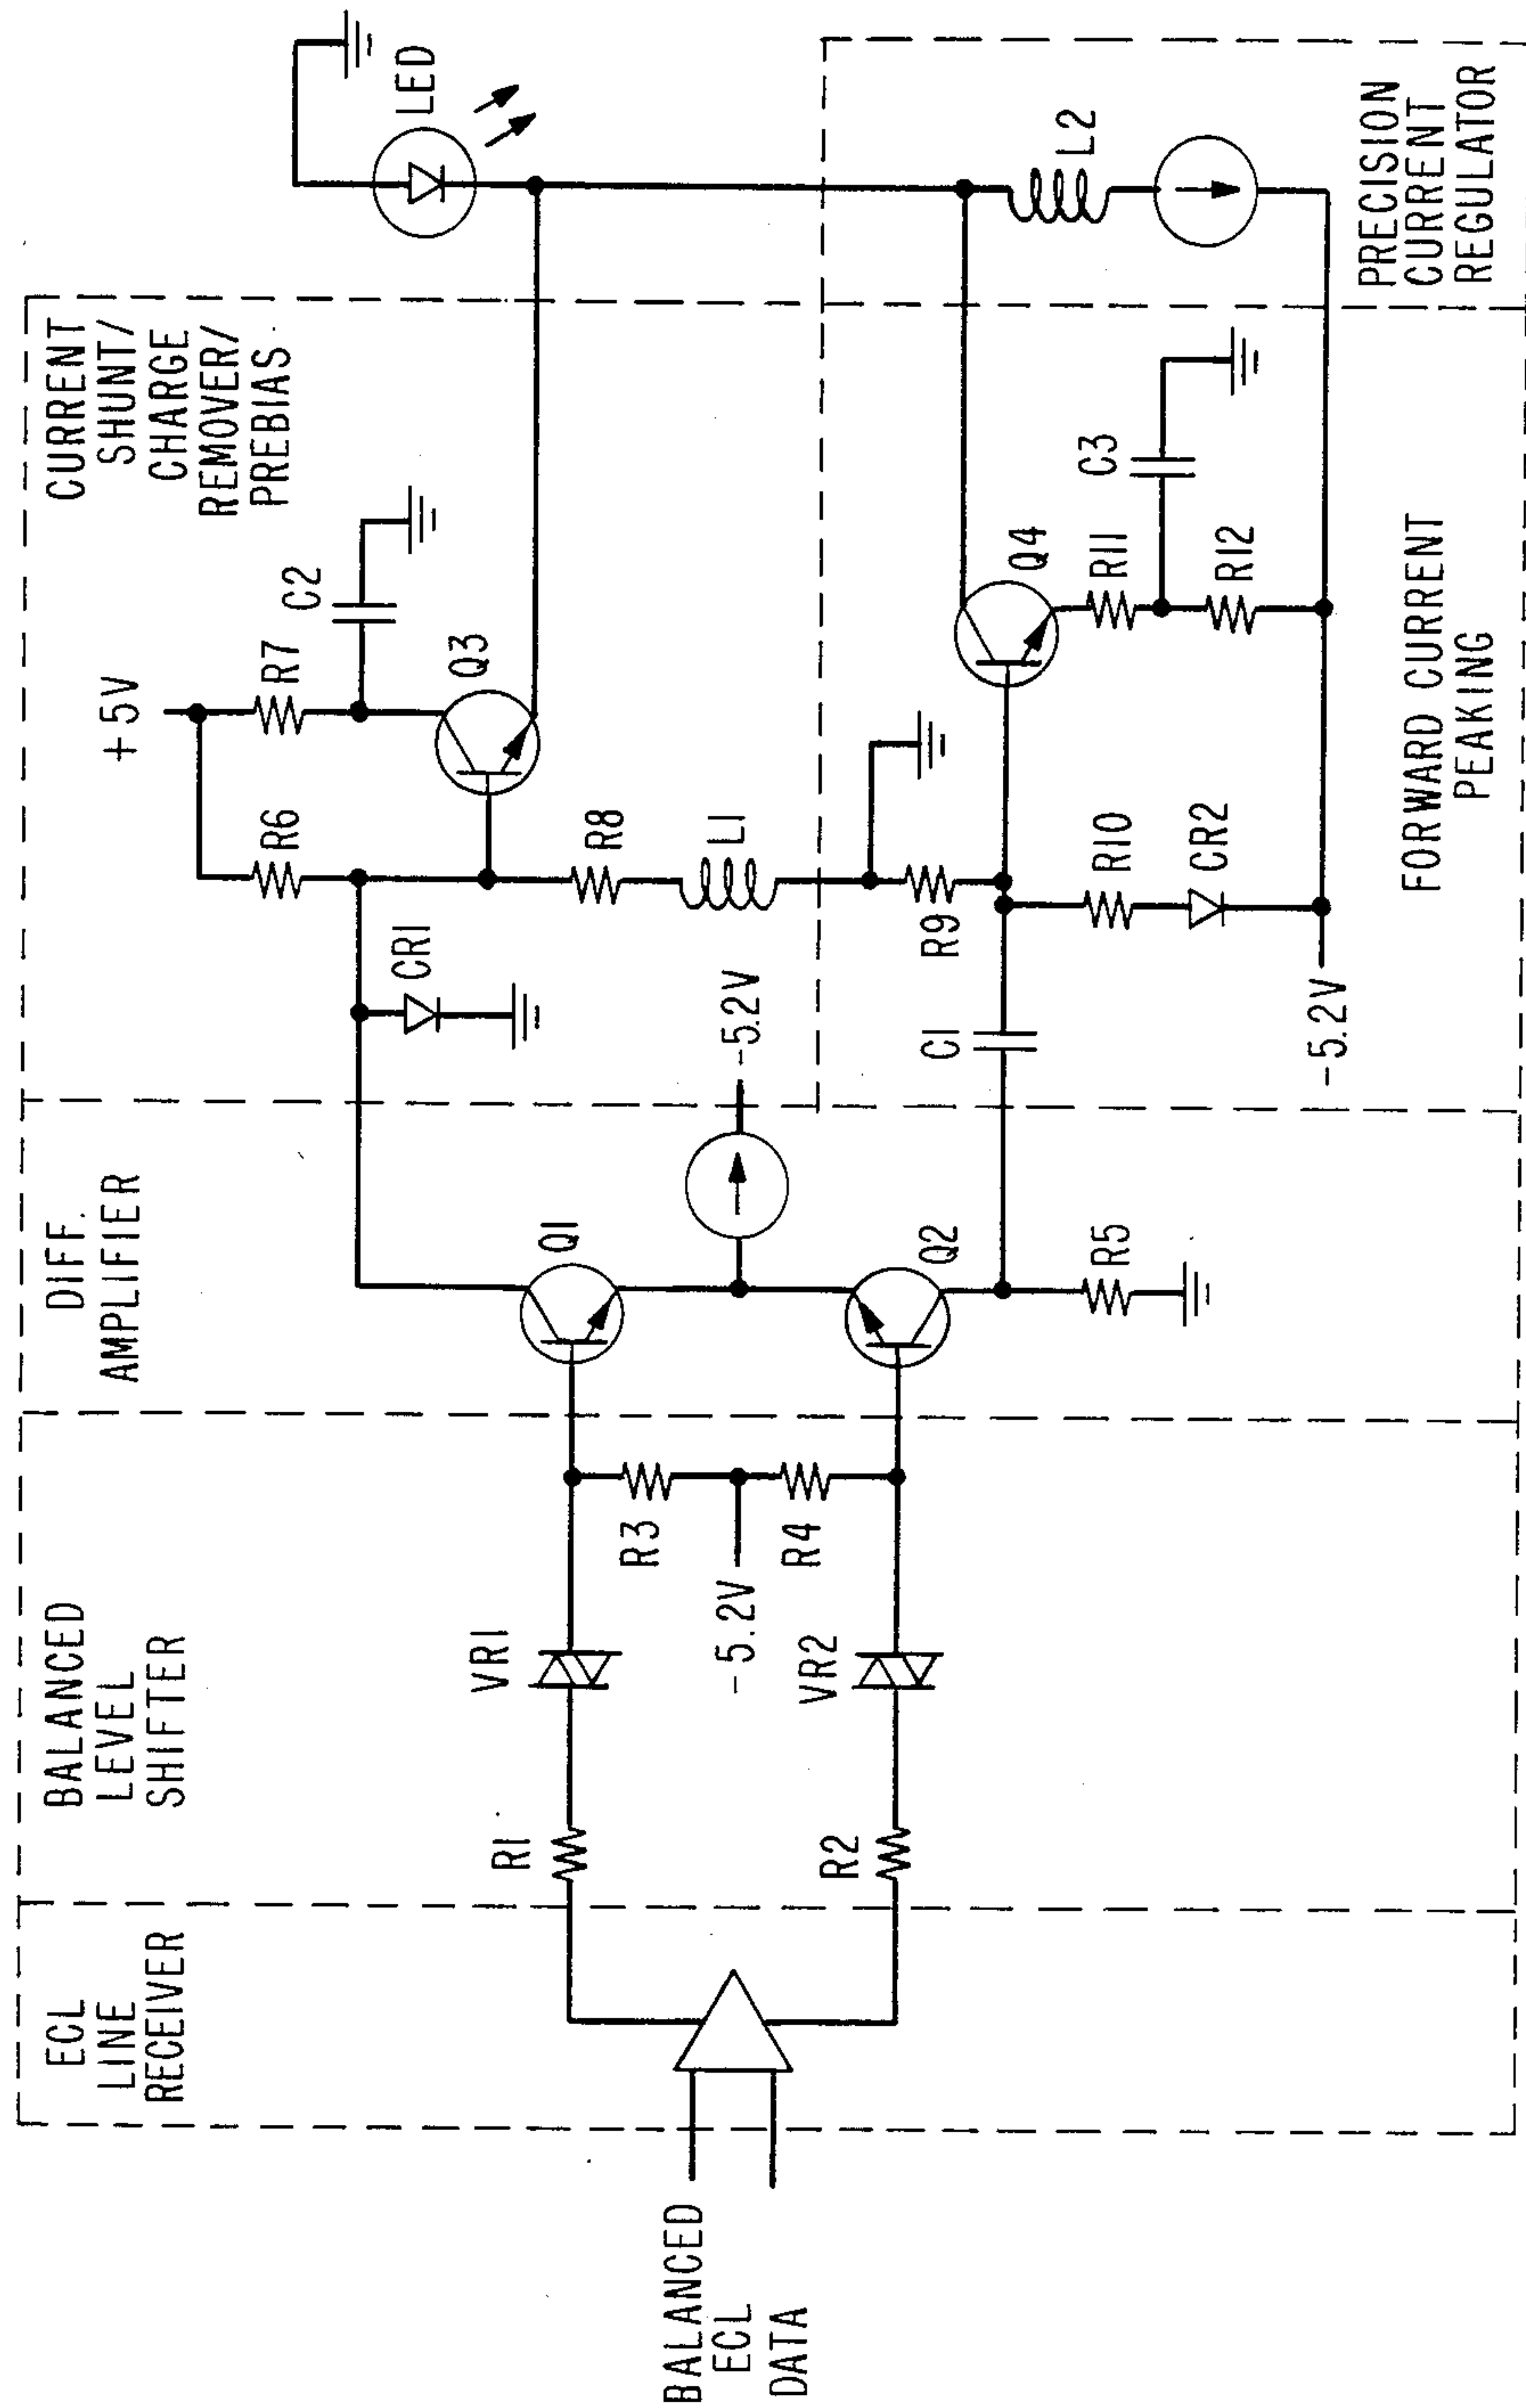 BALANCED
ECL
DATA
ECL
LINE
RECEIVER
BALANCED
LEVEL
SHIFTER
R1
R2
VR1
VR2
R3
-5.2V
R4
DIFF.
AMPLIFIER
Q1
Q2
R5
-5.2V
CURRENT
SHUNT/
CHARGE
REMOVER/
PREBIAS
+5V
R6
R7
C2
CR1
Q3
R8
L1
LED
C1
R9
R10
CR2
-5.2V
Q4
R11
C3
R12
FORWARD CURRENT
PEAKING
L2
PRECISION
CURRENT
REGULATOR